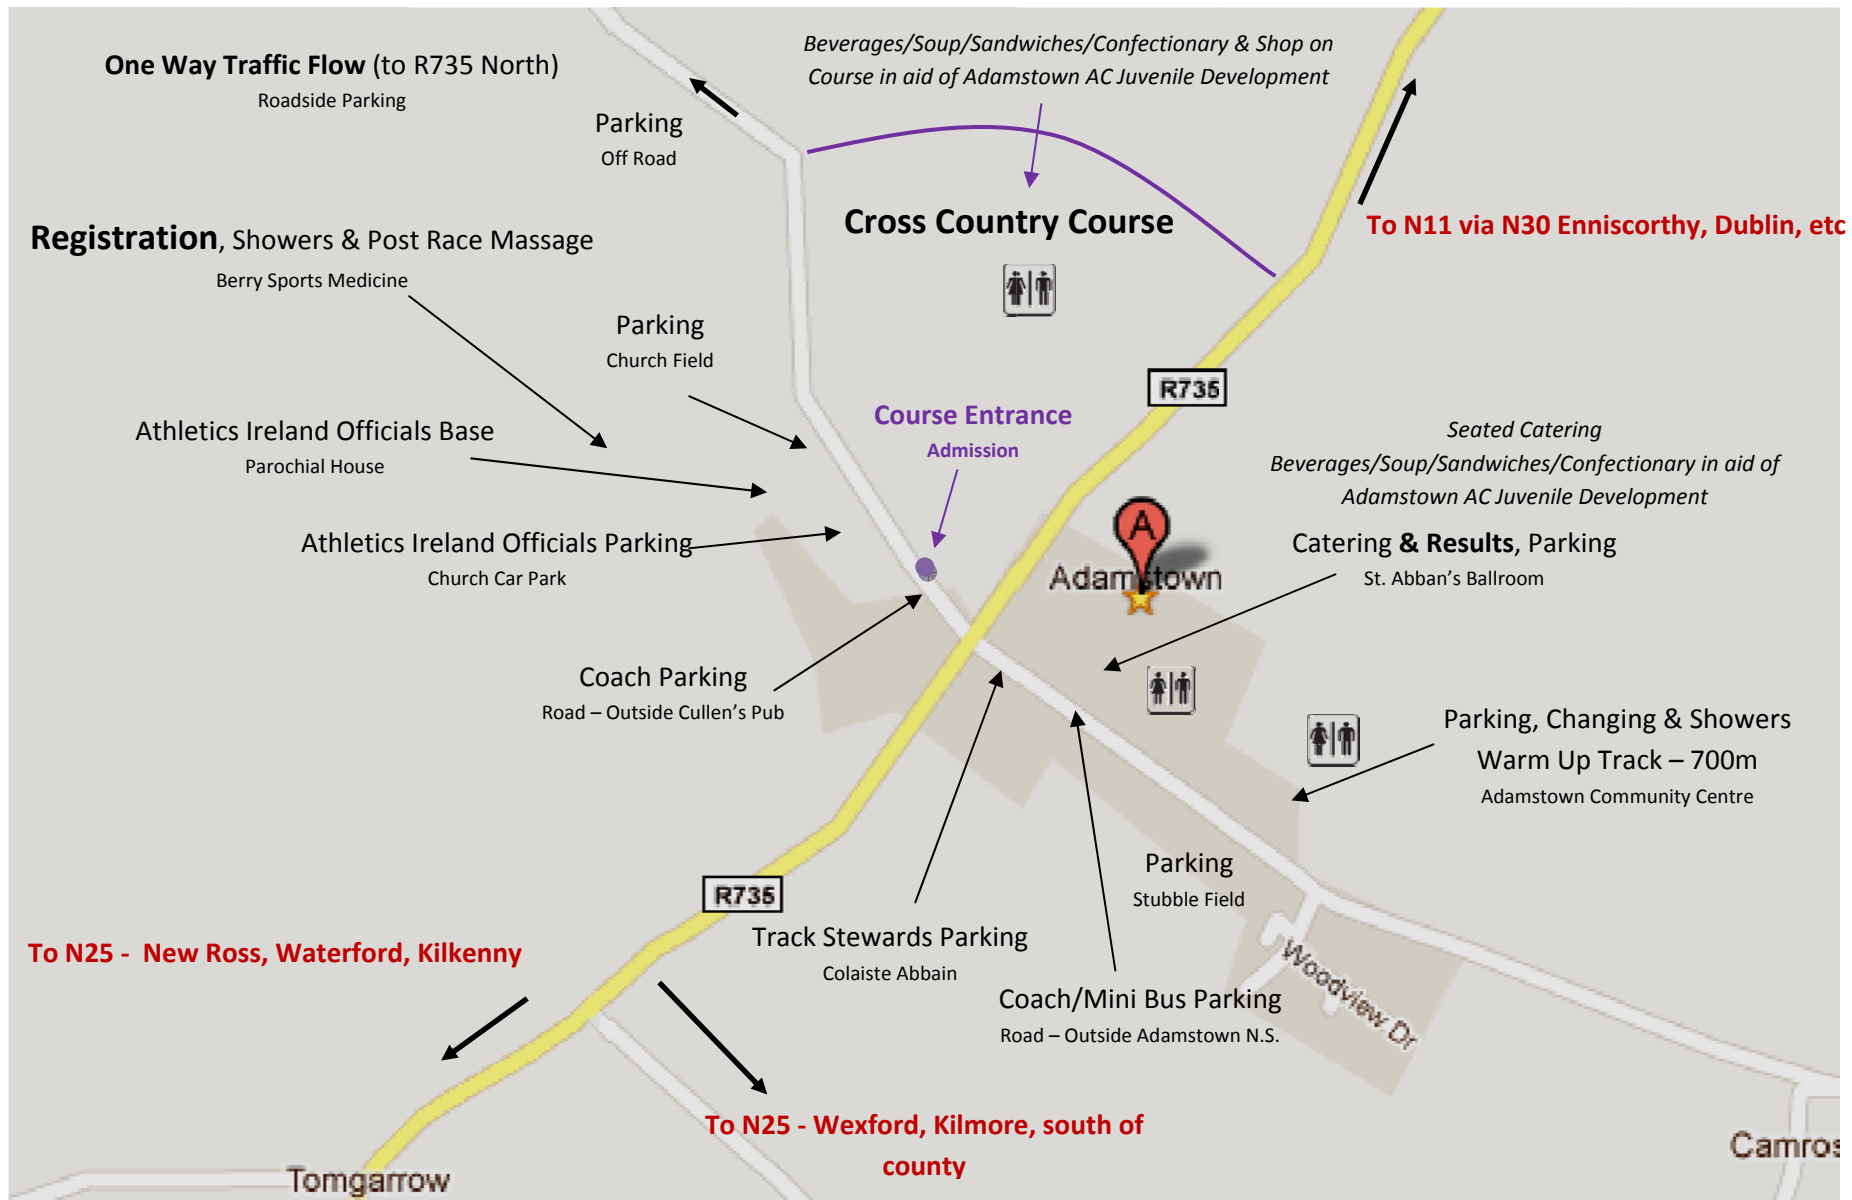 One Way Traffic Flow (to R735 North)
Roadside Parking
Parking
Off Road
Beverages/Soup/Sandwiches/Confectionary & Shop on
Course in aid of Adamstown AC Juvenile Development
Registration, Showers & Post Race Massage
Berry Sports Medicine
Cross Country Course
To N11 via N30 Enniscorthy, Dublin, etc
Parking
Church Field
R735
Course Entrance
Admission
Athletics Ireland Officials Base
Parochial House
Seated Catering
Beverages/Soup/Sandwiches/Confectionary in aid of
Adamstown AC Juvenile Development
Catering & Results, Parking
St. Abban's Ballroom
A
Adamstown
Athletics Ireland Officials Parking
Church Car Park
Coach Parking
Road – Outside Cullen's Pub
Parking, Changing & Showers
Warm Up Track – 700m
Adamstown Community Centre
Parking
Stubble Field
R735
Track Stewards Parking
Colaiste Abbain
To N25 - New Ross, Waterford, Kilkenny
Coach/Mini Bus Parking
Road – Outside Adamstown N.S.
Woodview Dr
To N25 - Wexford, Kilmore, south of
county
Camros
Tomgarrow